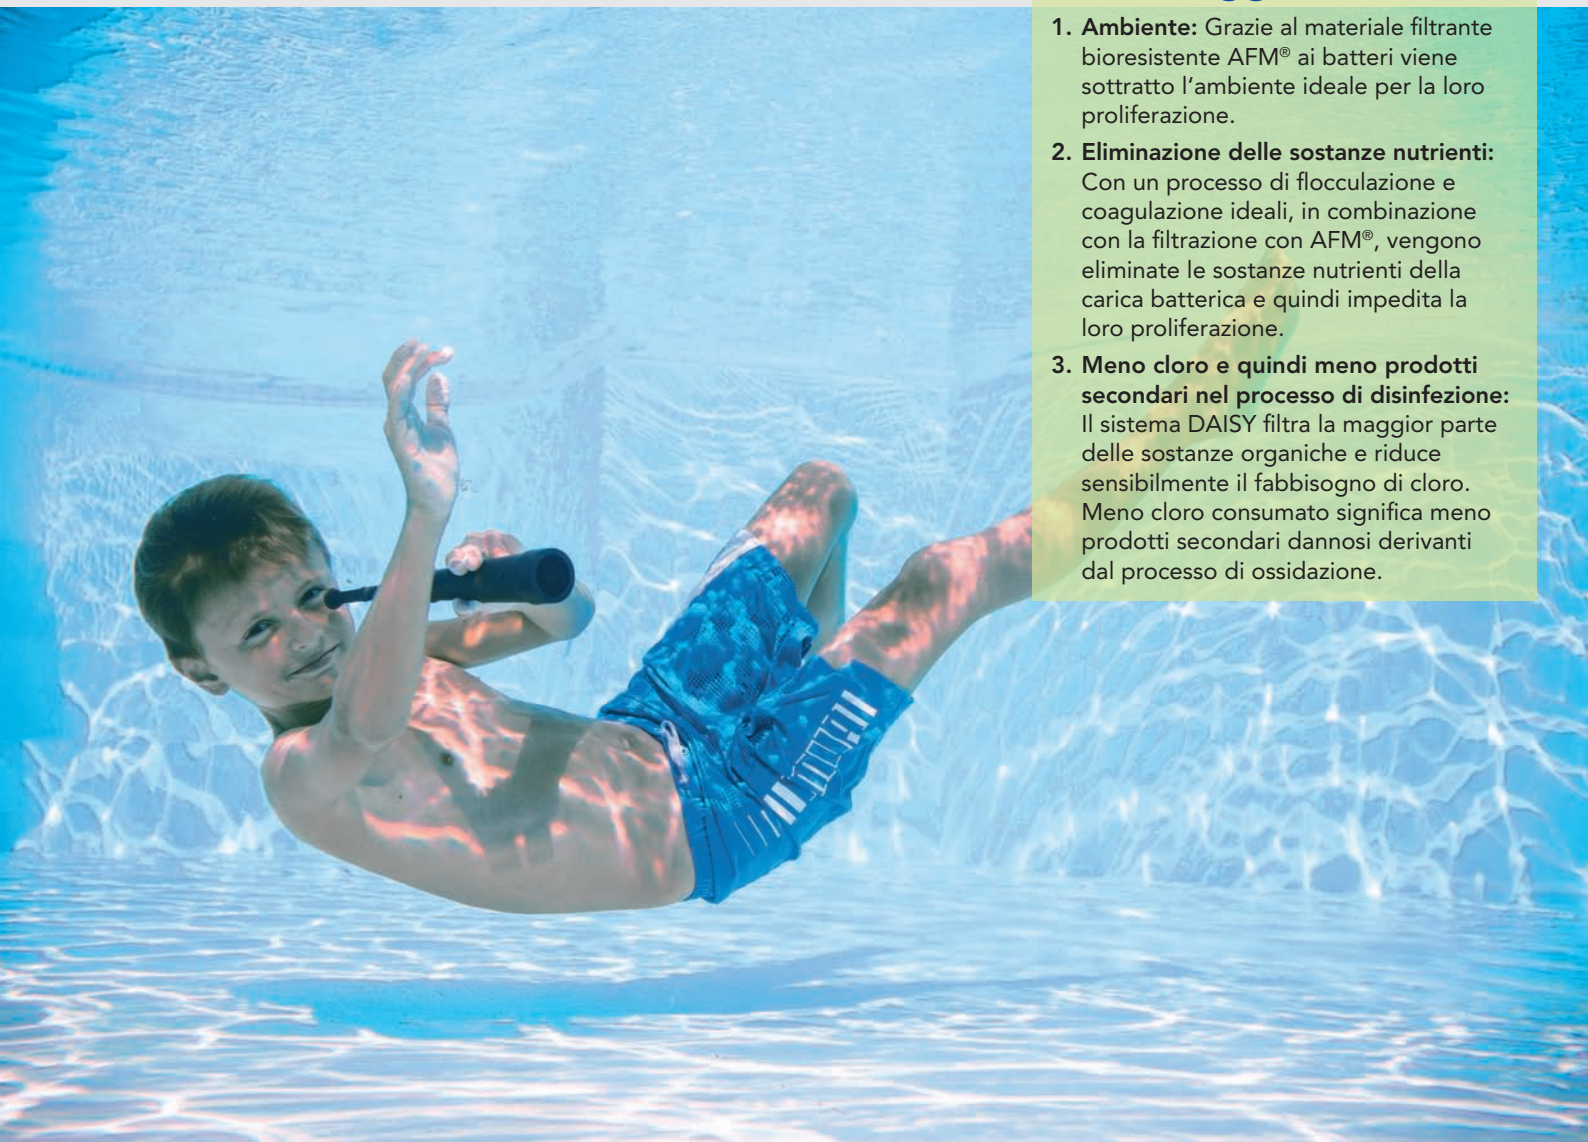 1. Ambiente: Grazie al materiale filtrante
bioresistente AFM® ai batteri viene
sottratto l'ambiente ideale per la loro
proliferazione.
2. Eliminazione delle sostanze nutrienti:
Con un processo di flocculazione e
coagulazione ideali, in combinazione
con la filtrazione con AFM®, vengono
eliminate le sostanze nutrienti della
carica batterica e quindi impedita la
loro proliferazione.
3. Meno cloro e quindi meno prodotti
secondari nel processo di disinfezione:
Il sistema DAISY filtra la maggior parte
delle sostanze organiche e riduce
sensibilmente il fabbisogno di cloro.
Meno cloro consumato significa meno
prodotti secondari dannosi derivanti
dal processo di ossidazione.